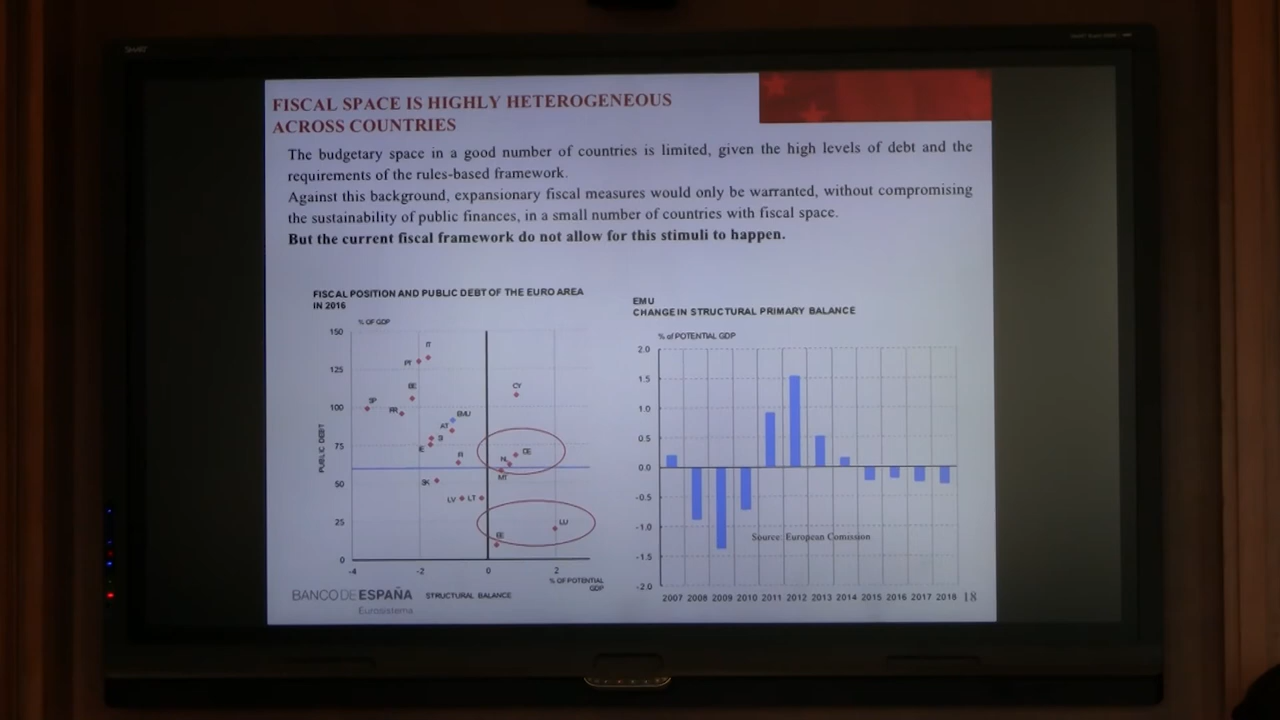 SMART
FISCAL SPACE IS HIGHLY HETEROGENEOUS
ACROSS COUNTRIES
The budgetary space in a good number of countries is limited, given the high levels of debt and the
requirements of the rules-based framework.
Against this background, expansionary fiscal measures would only be warranted, without compromising
the sustainability of public finances, in a small number of countries with fiscal space.
But the current fiscal framework do not allow for this stimuli to happen.
FISCAL POSITION AND PUBLIC DEBT OF THE EURO AREA
IN 2016
% OF GDP
150
125
100
75
50
25
0
PUBLIC DEBT
IT
PT
BE
SP
FR
EMU
AT
SI
IE
FI
SK
LV
LT
CY
DE
NL
MT
LU
EE
-4
-2
0
2
% OF POTENTIAL
GDP
STRUCTURAL BALANCE
BANCO DE ESPAÑA
Eurosistema
EMU
CHANGE IN STRUCTURAL PRIMARY BALANCE
% of POTENTIAL GDP
2.0
1.5
1.0
0.5
0.0
-0.5
-1.0
-1.5
-2.0
Source: European Comission
2007 2008 2009 2010 2011 2012 2013 2014 2015 2016 2017 2018
18